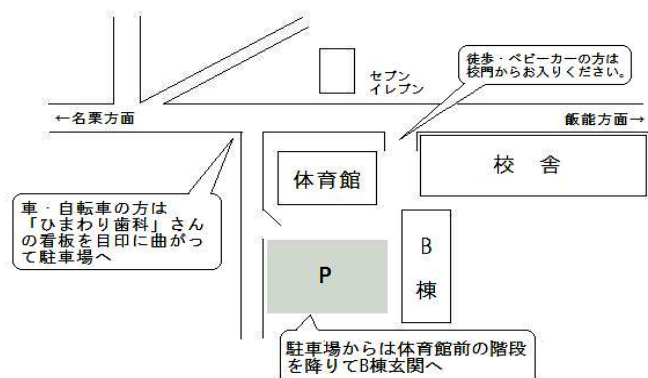 徒歩・ベビーカーの方は
校門からお入りください。
セブン
イレブン
←名栗方面
飯能方面→
体育館
校 舎
車・自転車の方は
「ひまわり歯科」さん
の看板を目印に曲がっ
て駐車場へ
P
B
棟
駐車場からは体育館前の階段
を降りてB棟玄関へ